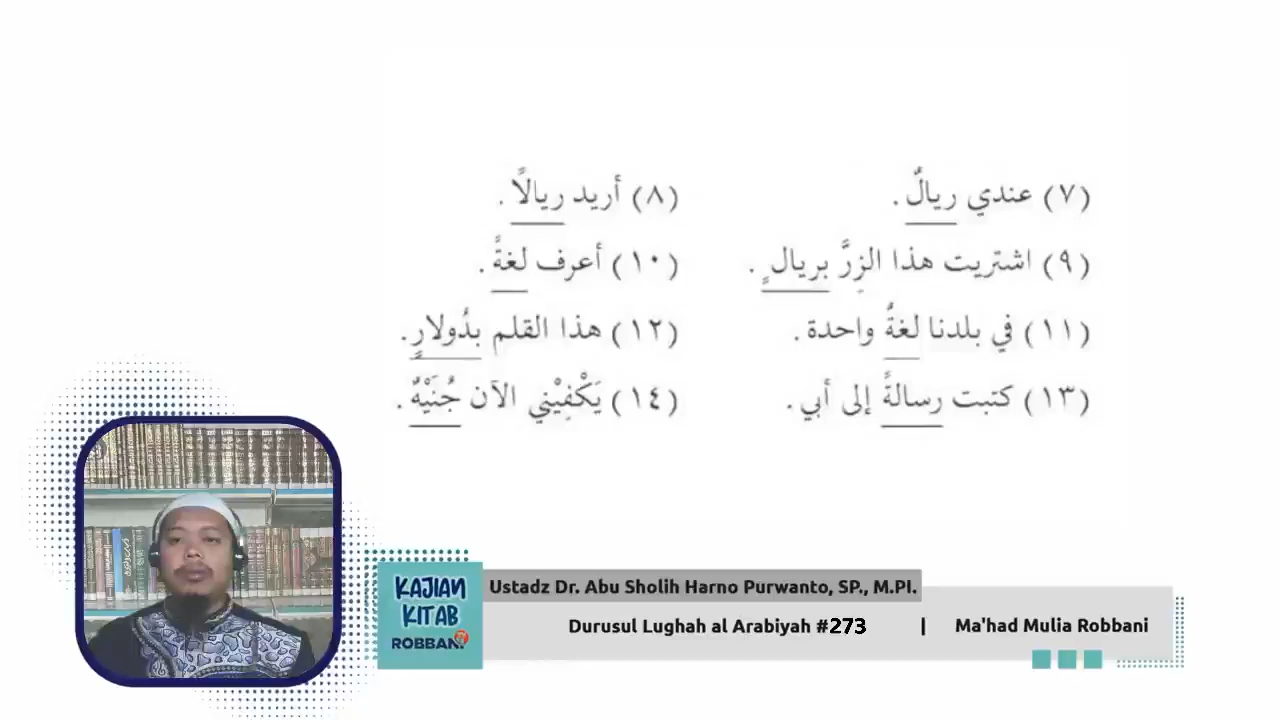 (٧) عندي ريالٌ . (٨) أريد ريالاً .
(٩) اشتريت هذا الزِرَّ بريالٍ . (١٠) أعرف لغةً .
(١١) في بلدنا لغةٌ واحدة . (١٢) هذا القلم بدُولارٍ .
(١٣) كتبت رسالةً إلى أبي . (١٤) يَكْفِيْني الآن جُنَيْهٌ .
KAJIAN
KITAB
ROBBANI
Ustadz Dr. Abu Sholih Harno Purwanto, SP., M.PI.
Durusul Lughah al Arabiyah #273 | Ma'had Mulia Robbani